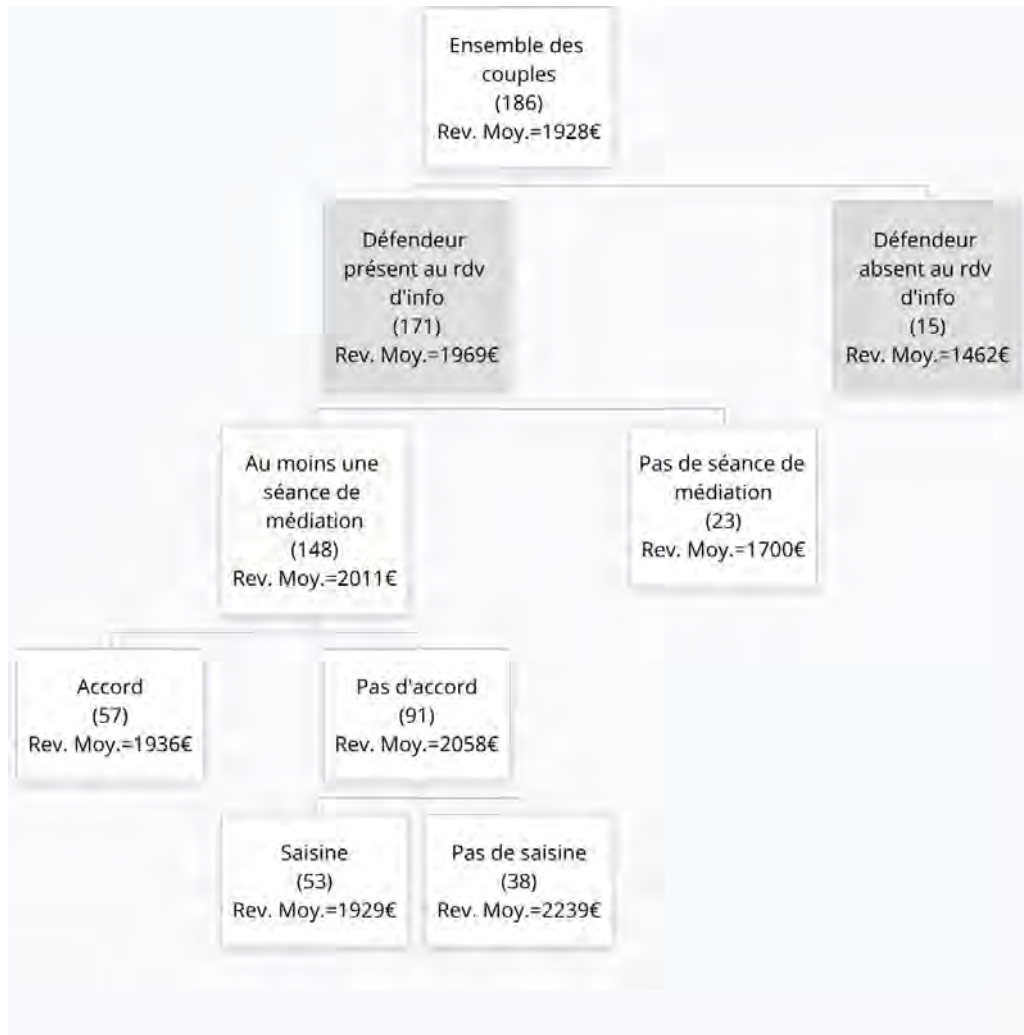 Ensemble des
couples
(186)
Rev. Moy.=1928€
Défendeur
présent au rdv
d'info
(171)
Rev. Moy.=1969€
Défendeur
absent au rdv
d'info
(15)
Rev. Moy.=1462€
Au moins une
séance de
médiation
(148)
Rev. Moy.=2011€
Pas de séance de
médiation
(23)
Rev. Moy.=1700€
Accord
(57)
Rev. Moy.=1936€
Pas d'accord
(91)
Rev. Moy.=2058€
Saisine
(53)
Rev. Moy.=1929€
Pas de saisine
(38)
Rev. Moy.=2239€